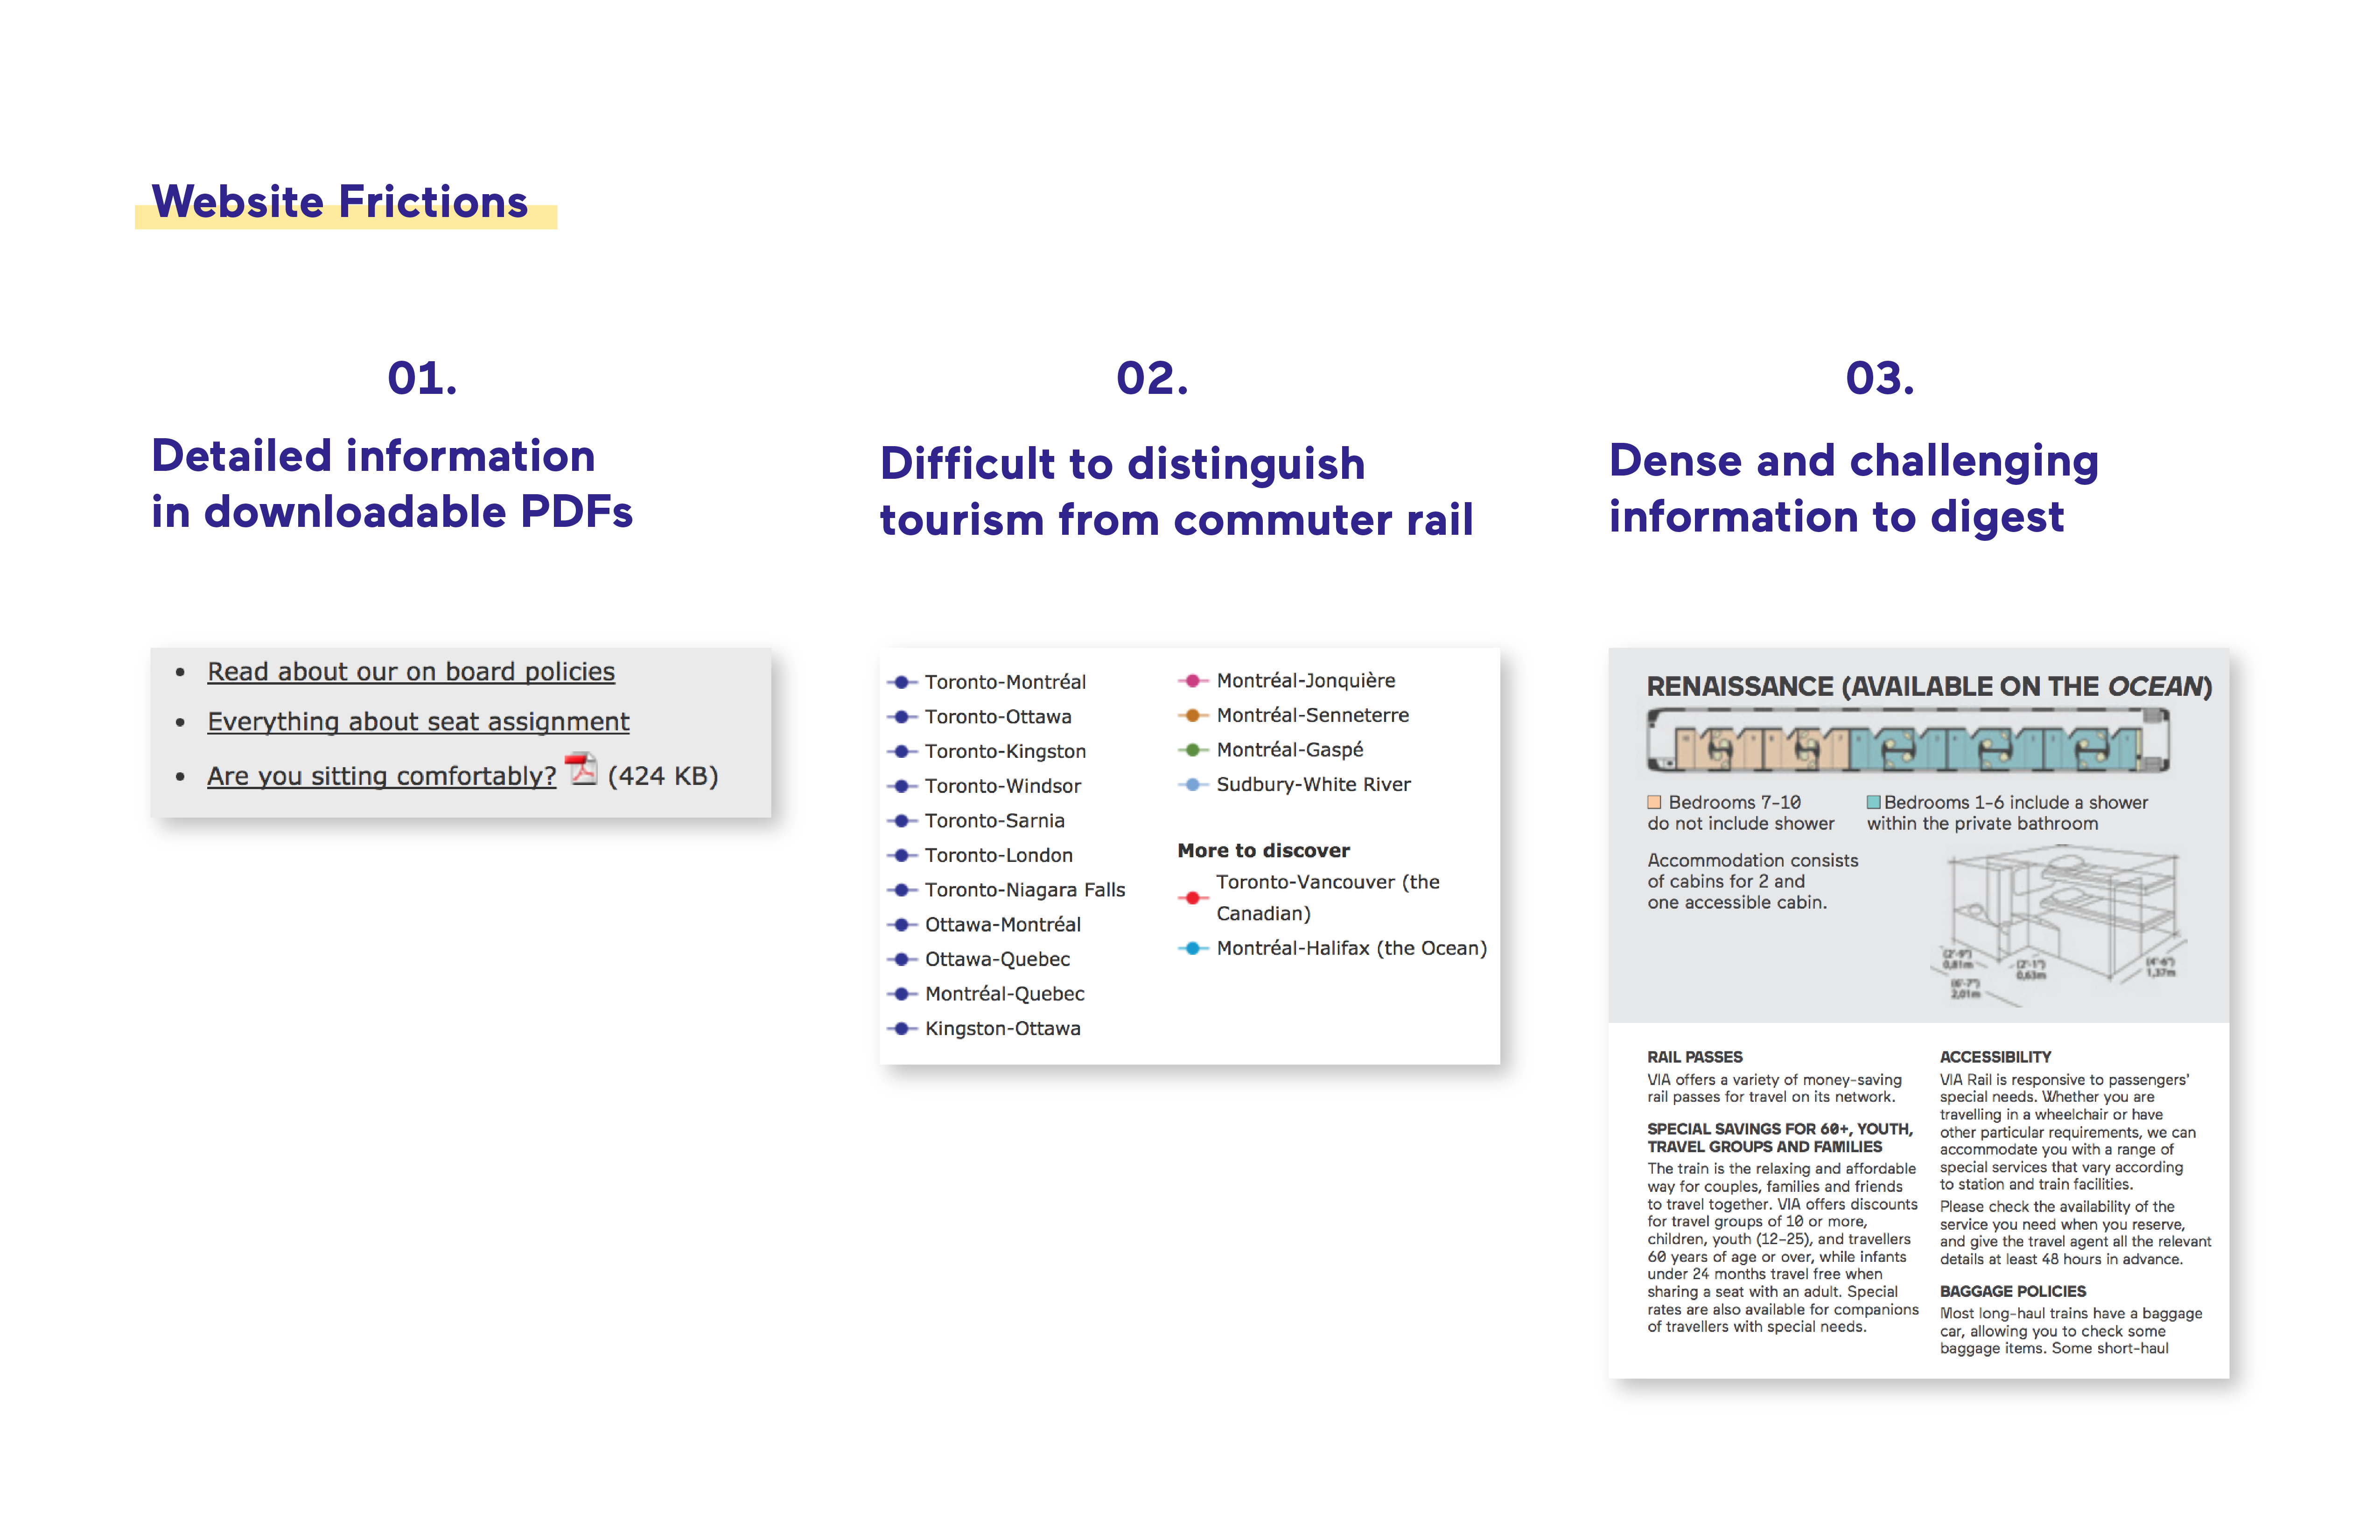 Website Frictions
01.
Detailed information
in downloadable PDFs
• Read about our on board policies
• Everything about seat assignment
• Are you sitting comfortably? (424 KB)
02.
Difficult to distinguish
tourism from commuter rail
Toronto-Montréal
Toronto-Ottawa
Toronto-Kingston
Toronto-Windsor
Toronto-Sarnia
Toronto-London
Toronto-Niagara Falls
Ottawa-Montréal
Ottawa-Quebec
Montréal-Quebec
Kingston-Ottawa
Montréal-Jonquière
Montréal-Senneterre
Montréal-Gaspé
Sudbury-White River
More to discover
Toronto-Vancouver (the
Canadian)
Montréal-Halifax (the Ocean)
03.
Dense and challenging
information to digest
RENAISSANCE (AVAILABLE ON THE OCEAN)
Bedrooms 7-10
do not include shower
Bedrooms 1-6 include a shower
within the private bathroom
Accommodation consists
of cabins for 2 and
one accessible cabin.
(2'-9")
0,81m
(6'-7")
2,01m
(2'-1")
0,63m
(4'-6")
1,37m
RAIL PASSES
VIA offers a variety of money-saving
rail passes for travel on its network.
SPECIAL SAVINGS FOR 60+, YOUTH,
TRAVEL GROUPS AND FAMILIES
The train is the relaxing and affordable
way for couples, families and friends
to travel together. VIA offers discounts
for travel groups of 10 or more,
children, youth (12-25), and travellers
60 years of age or over, while infants
under 24 months travel free when
sharing a seat with an adult. Special
rates are also available for companions
of travellers with special needs.
ACCESSIBILITY
VIA Rail is responsive to passengers'
special needs. Whether you are
travelling in a wheelchair or have
other particular requirements, we can
accommodate you with a range of
special services that vary according
to station and train facilities.
Please check the availability of the
service you need when you reserve,
and give the travel agent all the relevant
details at least 48 hours in advance.
BAGGAGE POLICIES
Most long-haul trains have a baggage
car, allowing you to check some
baggage items. Some short-haul